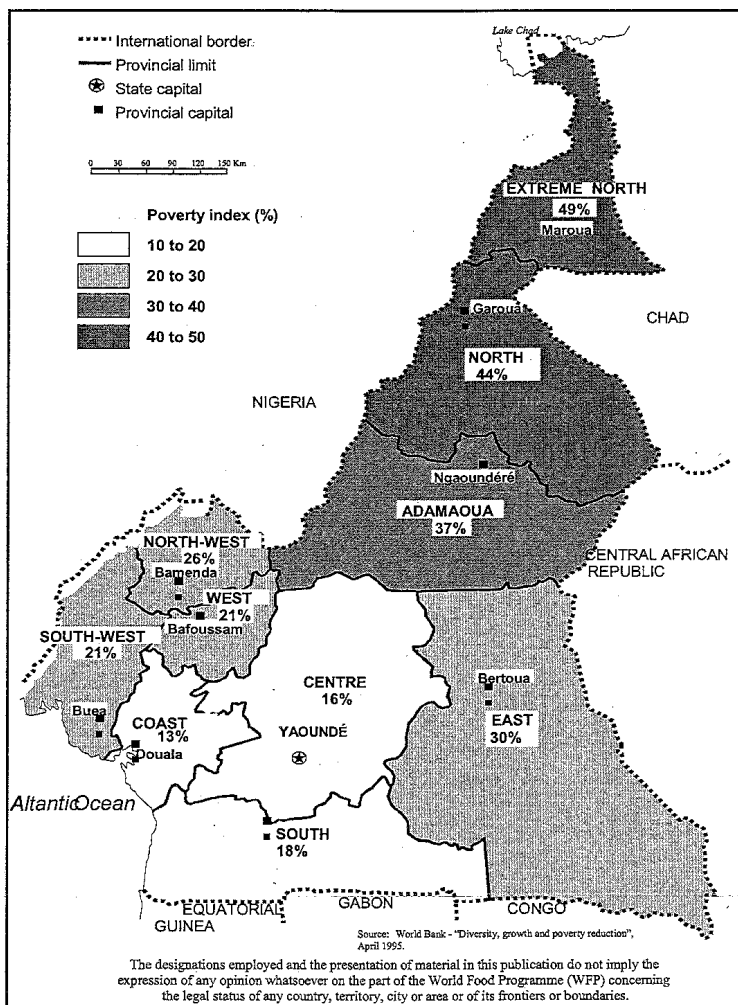 Lake Chad
International border
Provincial limit
State capital
Provincial capital
0 30 60 90 120 150 Km
Poverty index (%)
10 to 20
20 to 30
30 to 40
40 to 50
EXTREME NORTH
49%
Maroua
Garoua
CHAD
NORTH
44%
NIGERIA
Ngaoundéré
ADAMAOUA
37%
CENTRAL AFRICAN
REPUBLIC
NORTH-WEST
26%
Bamenda
WEST
21%
Bafoussam
SOUTH-WEST
21%
CENTRE
16%
Bertoua
Buea
COAST
13%
YAOUNDÉ
EAST
30%
Douala
Altantic Ocean
SOUTH
18%
EQUATORIAL
GUINEA
GABON
CONGO
Source: World Bank - "Diversity, growth and poverty reduction",
April 1995.
The designations employed and the presentation of material in this publication do not imply the
expression of any opinion whatsoever on the part of the World Food Programme (WFP) concerning
the legal status of any country, territory, city or area or of its frontiers or boundaries.